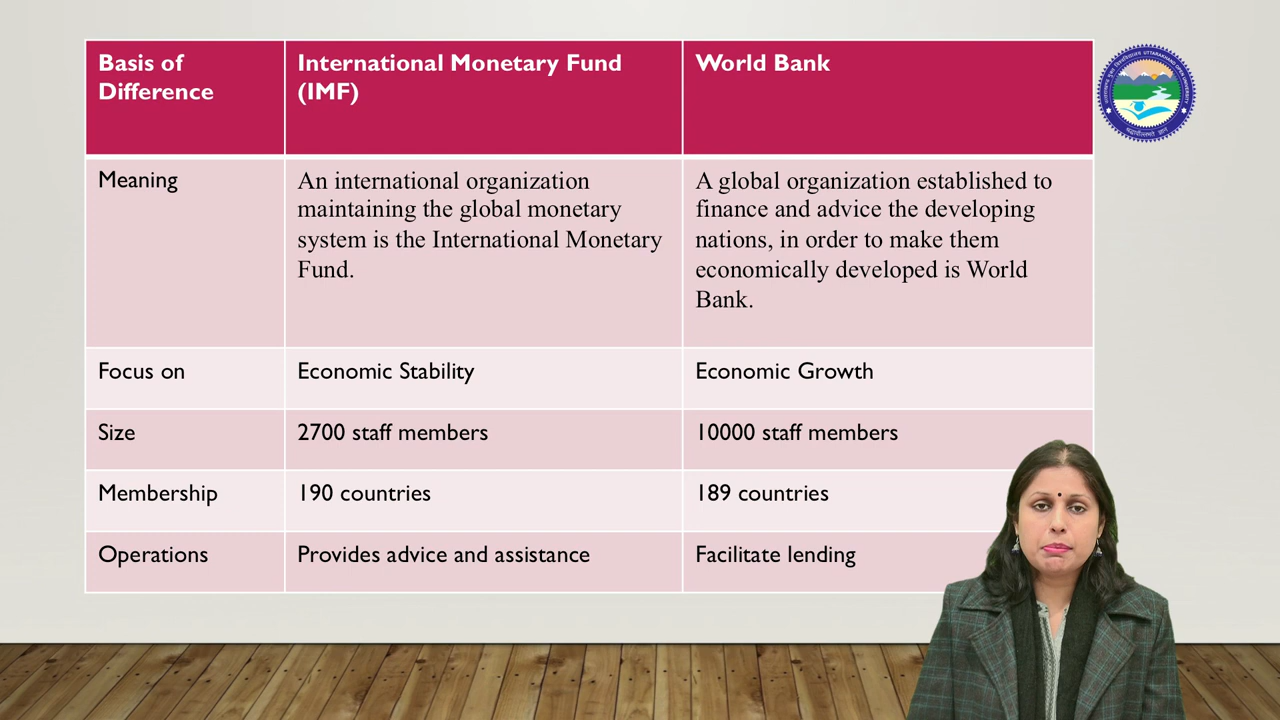 Basis of
Difference
International Monetary Fund
(IMF)
World Bank
Meaning
An international organization
maintaining the global monetary
system is the International Monetary
Fund.
A global organization established to
finance and advice the developing
nations, in order to make them
economically developed is World
Bank.
Focus on
Economic Stability
Economic Growth
Size
2700 staff members
10000 staff members
Membership
190 countries
189 countries
Operations
Provides advice and assistance
Facilitate lending
UTTARAKHAND OPEN UNIVERSITY